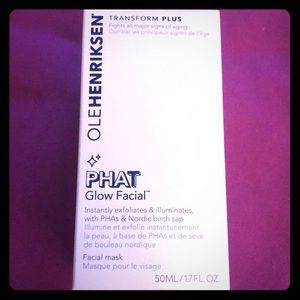 OLEHENRIKSEN®
TRANSFORM PLUS
Fights all major signs of aging
Combat les principaux signes de l'âge
PHAT
Glow Facial™
Instantly exfoliates & illuminates,
with PHAs & Nordic birch sap
Illumine et exfolie instantanément
la peau, à base de PHAs et de sève
de bouleau nordique
Facial mask
Masque pour le visage
50ML/1.7FL. OZ.